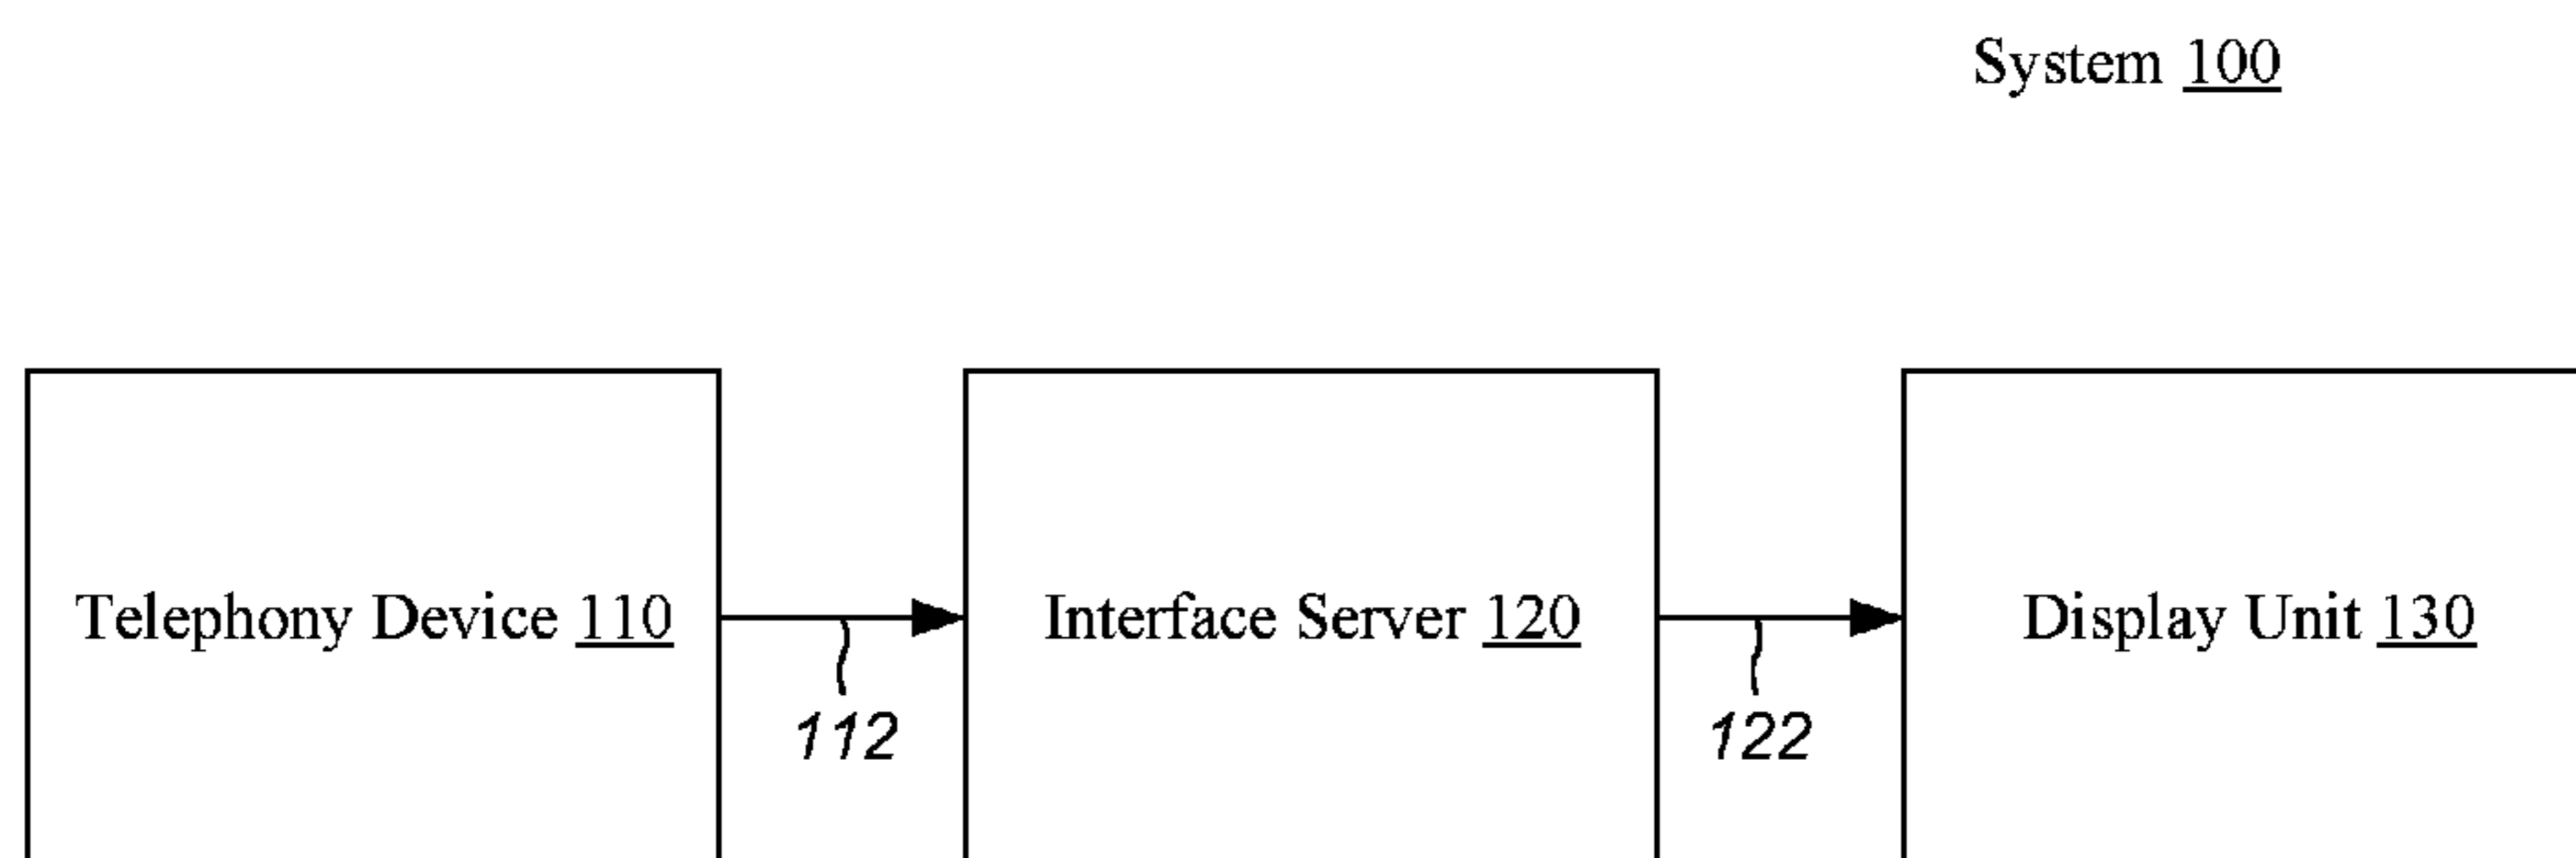 System 100
Telephony Device 110
Interface Server 120
Display Unit 130
112
122